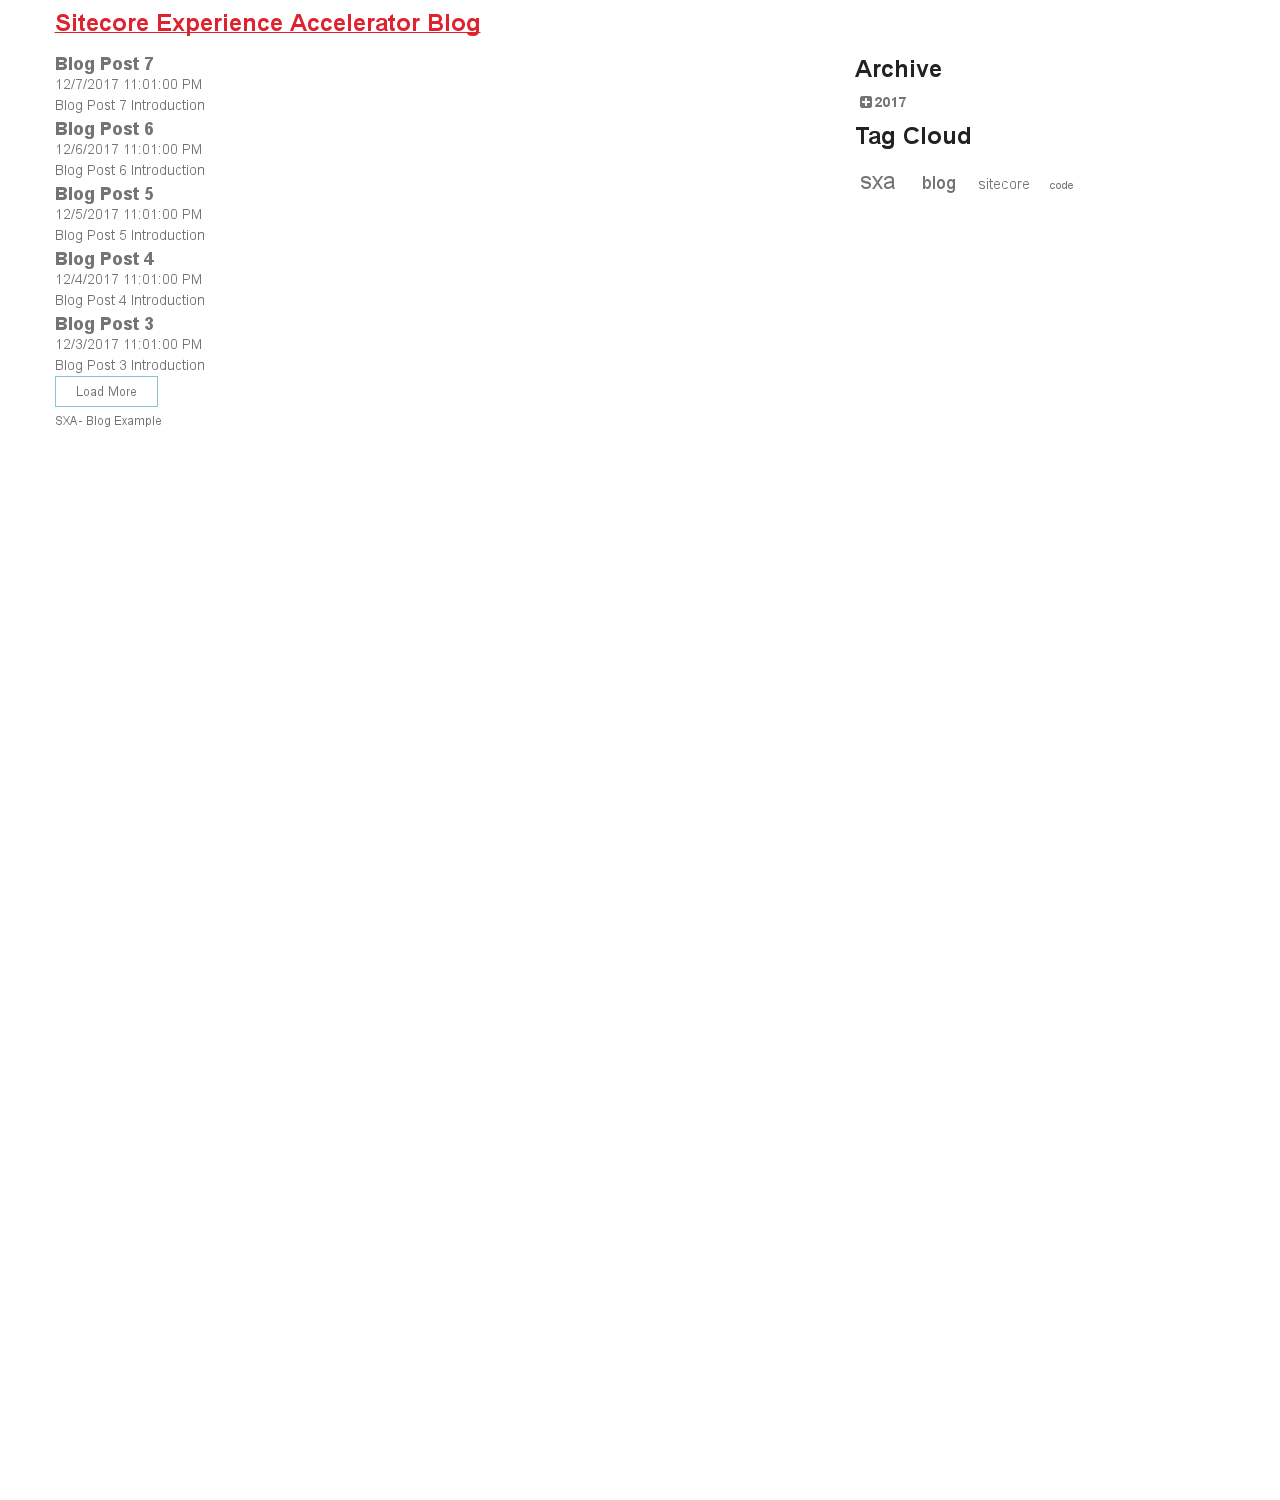 Sitecore Experience Accelerator Blog
Blog Post 7
12/7/2017 11:01:00 PM
Blog Post 7 Introduction
Blog Post 6
12/6/2017 11:01:00 PM
Blog Post 6 Introduction
Blog Post 5
12/5/2017 11:01:00 PM
Blog Post 5 Introduction
Blog Post 4
12/4/2017 11:01:00 PM
Blog Post 4 Introduction
Blog Post 3
12/3/2017 11:01:00 PM
Blog Post 3 Introduction
Load More
SXA- Blog Example
Archive
2017
Tag Cloud
sxa blog sitecore code